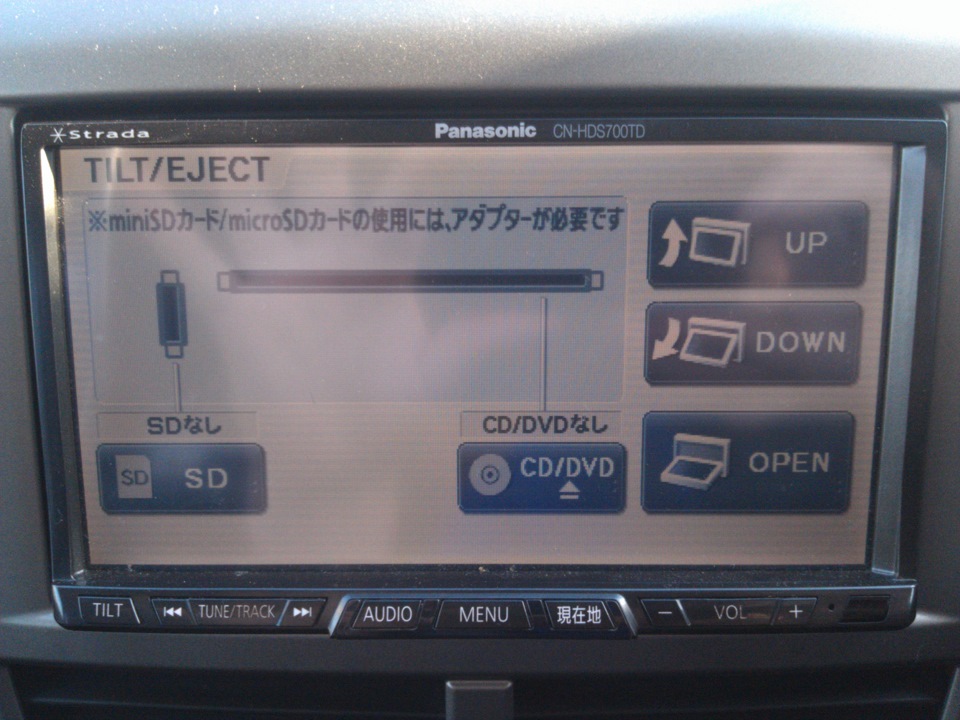 Strada
Panasonic CN-HDS700TD
TILT/EJECT
※miniSDカード/microSDカードの使用には、アダプターが必要です
UP
DOWN
SDなし
CD/DVDなし
SD SD
CD/DVD
OPEN
TILT TUNE/TRACK AUDIO MENU 現在地 − VOL +